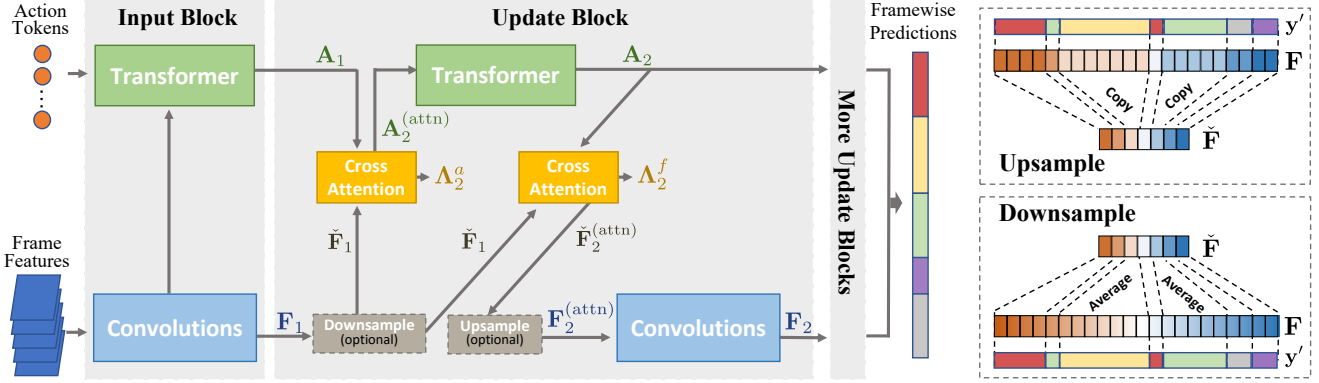 Action
Tokens
Input Block
Update Block
Framewise
Predictions
Transformer
A₁
Transformer
A₂
A₂^(attn)
Cross
Attention
Λ₂^a
Cross
Attention
Λ₂^f
F̌₁
F̌₁
F̌₂^(attn)
Frame
Features
Convolutions
F₁
Downsample
(optional)
Upsample
(optional)
F₂^(attn)
Convolutions
F₂
More Update Blocks
y′
F
Copy
Copy
F̌
Upsample
Downsample
F̌
Average
Average
F
y′